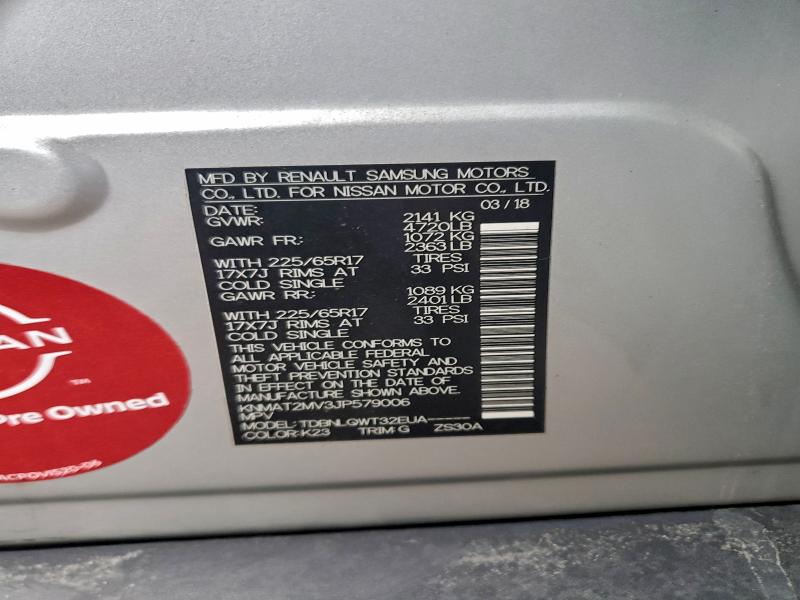 MFD BY RENAULT SAMSUNG MOTORS
CO., LTD. FOR NISSAN MOTOR CO., LTD.
DATE: 03/18
GVWR: 2141 KG
4720LB
GAWR FR: 1072 KG
2363LB
WITH 225/65R17 TIRES
17X7J RIMS AT 33 PSI
COLD SINGLE
GAWR RR: 1089 KG
2401LB
WITH 225/65R17 TIRES
17X7J RIMS AT 33 PSI
COLD SINGLE
THIS VEHICLE CONFORMS TO
ALL APPLICABLE FEDERAL
MOTOR VEHICLE SAFETY AND
THEFT PREVENTION STANDARDS
IN EFFECT ON THE DATE OF
MANUFACTURE SHOWN ABOVE.
KNMAT2MV3JP579006
MPV
MODEL: TDBNLGWT32EUA-----
COLOR:K23 TRIM:G ZS30A
SAN
TM
Pre Owned